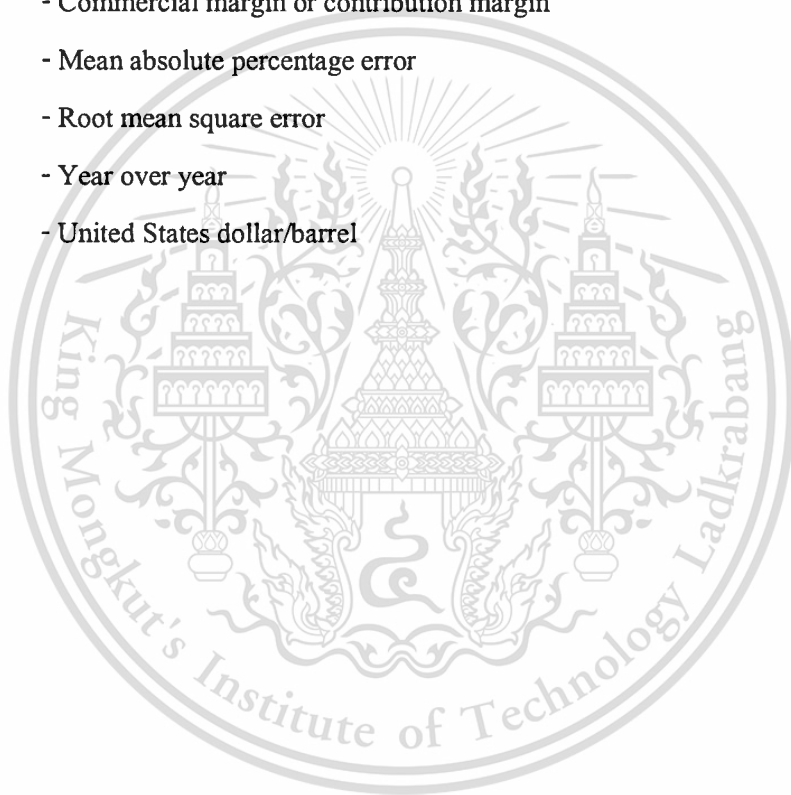 - Commercial margin or contribution margin
- Mean absolute percentage error
- Root mean square error
- Year over year
- United States dollar/barrel
King Mongkut's Institute of Technology Ladkrabang